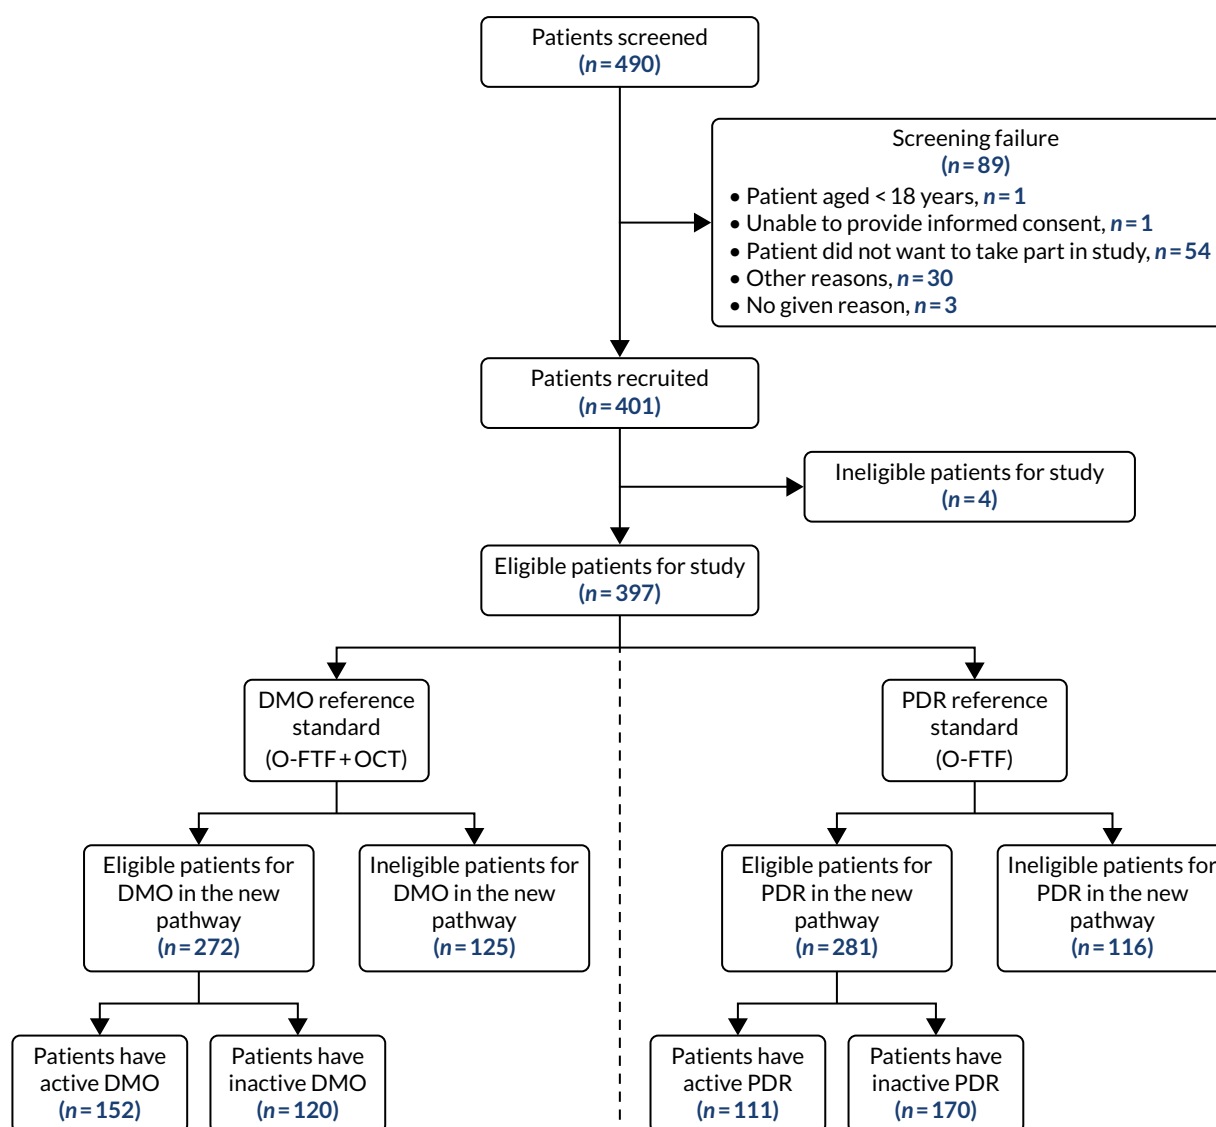 Patients screened
(n=490)
Screening failure
(n=89)
• Patient aged < 18 years, n=1
• Unable to provide informed consent, n=1
• Patient did not want to take part in study, n=54
• Other reasons, n=30
• No given reason, n=3
Patients recruited
(n=401)
Ineligible patients for study
(n=4)
Eligible patients for study
(n=397)
DMO reference
standard
(O-FTF+OCT)
PDR reference
standard
(O-FTF)
Eligible patients for
DMO in the new
pathway
(n=272)
Ineligible patients for
DMO in the new
pathway
(n=125)
Eligible patients for
PDR in the new
pathway
(n=281)
Ineligible patients for
PDR in the new
pathway
(n=116)
Patients have
active DMO
(n=152)
Patients have
inactive DMO
(n=120)
Patients have
active PDR
(n=111)
Patients have
inactive PDR
(n=170)